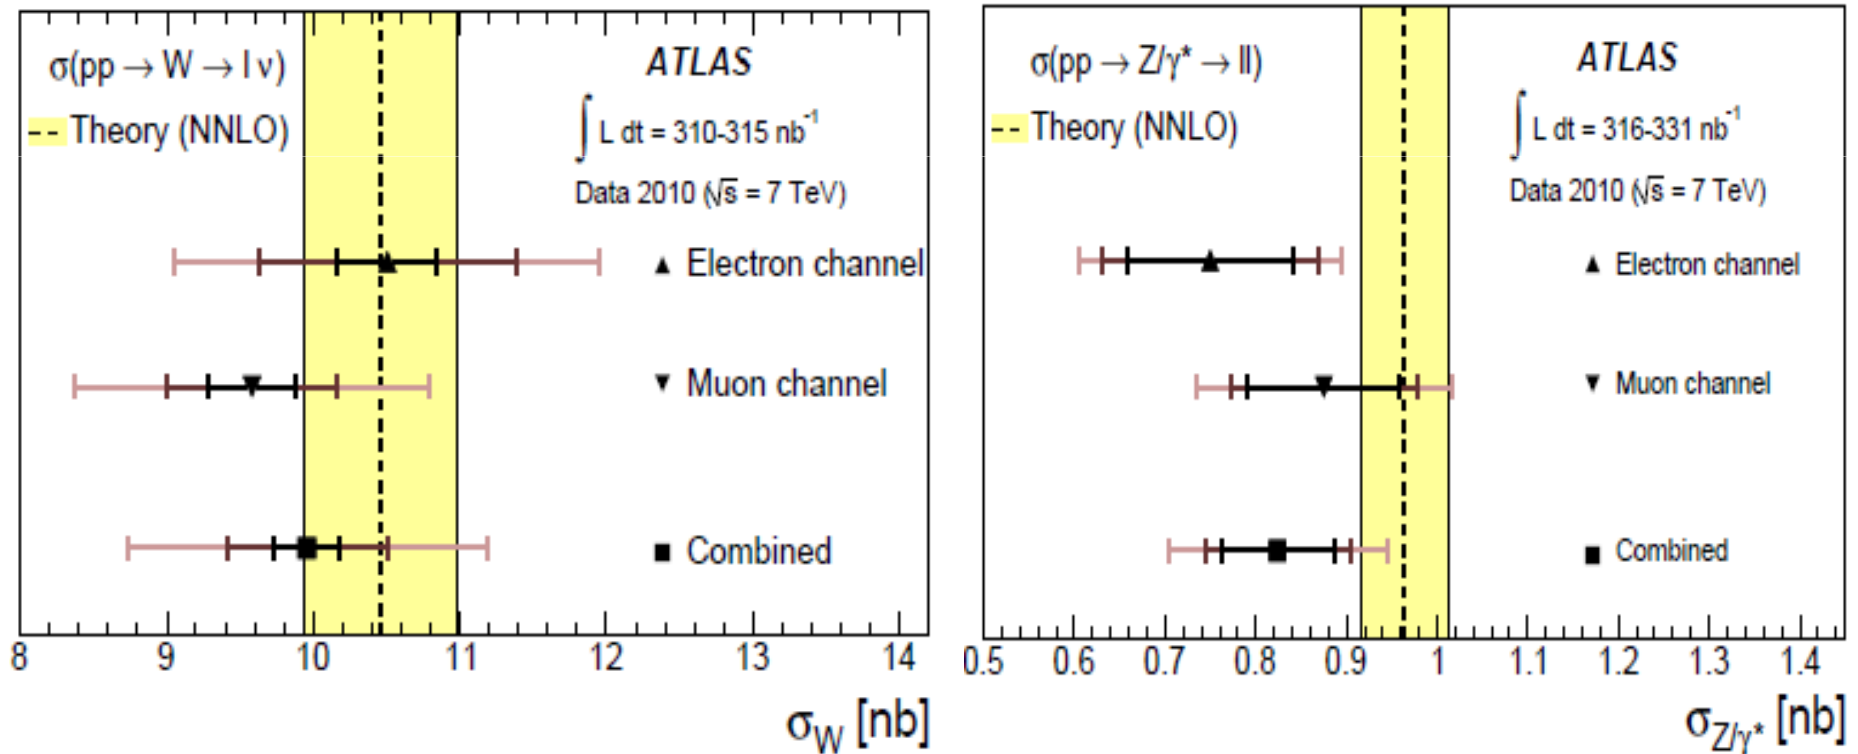 σ(pp → W → l ν)
-- Theory (NNLO)
ATLAS
∫ L dt = 310-315 nb⁻¹
Data 2010 (√s = 7 TeV)
▲ Electron channel
▼ Muon channel
■ Combined
8 9 10 11 12 13 14
σ_W [nb]
σ(pp → Z/γ* → ll)
-- Theory (NNLO)
ATLAS
∫ L dt = 316-331 nb⁻¹
Data 2010 (√s = 7 TeV)
▲ Electron channel
▼ Muon channel
■ Combined
0.5 0.6 0.7 0.8 0.9 1 1.1 1.2 1.3 1.4
σ_Z/γ* [nb]